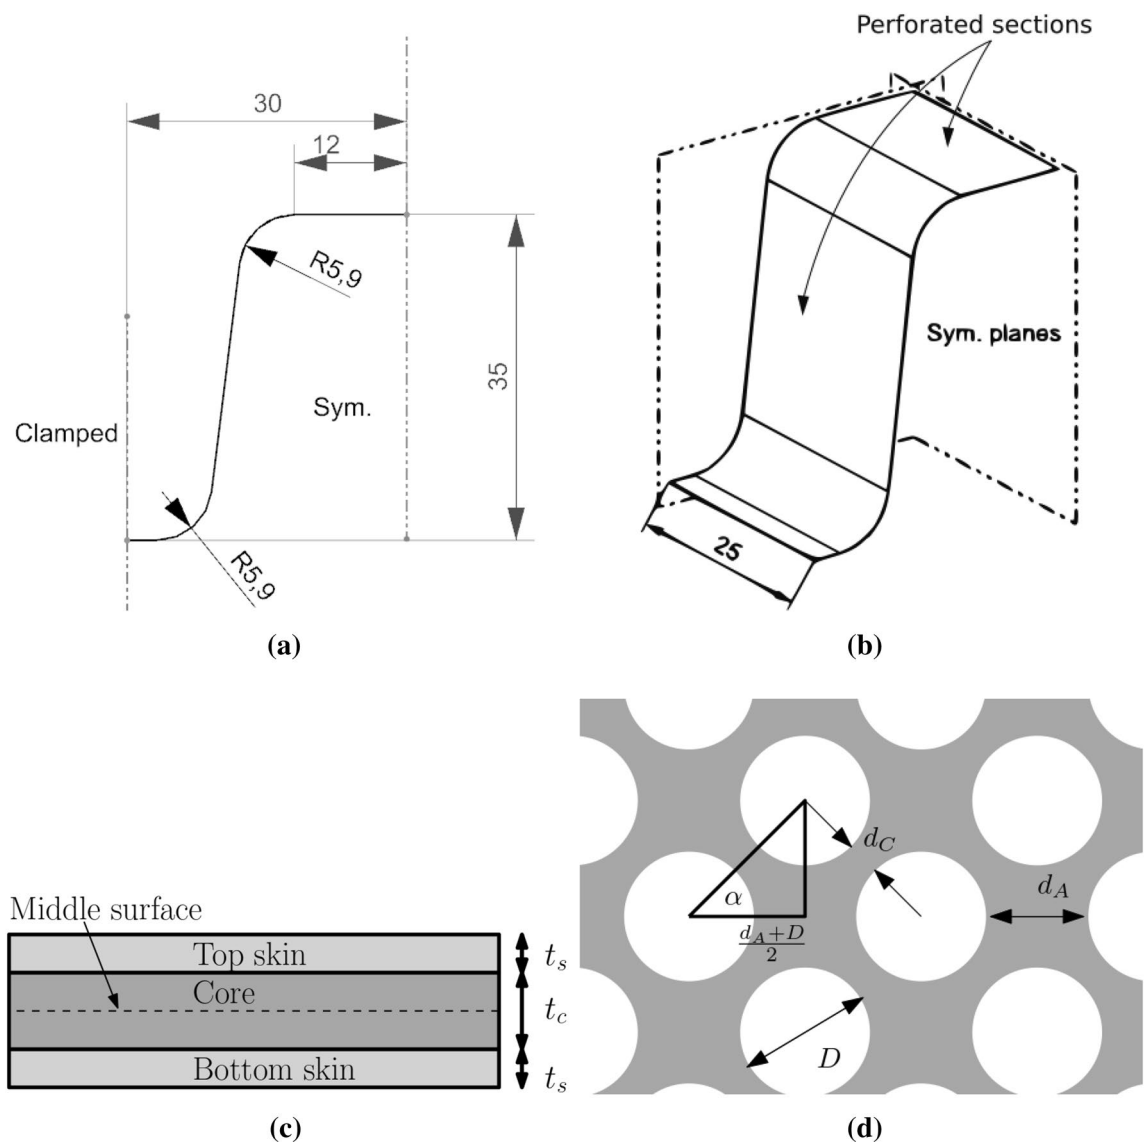 30
12
R5,9
35
Sym.
Clamped
R5,9
(a)
Perforated sections
Sym. planes
25
(b)
Middle surface
Top skin
Core
Bottom skin
t_s
t_c
t_s
(c)
d_C
α
d_A
\frac{d_A+D}{2}
D
(d)